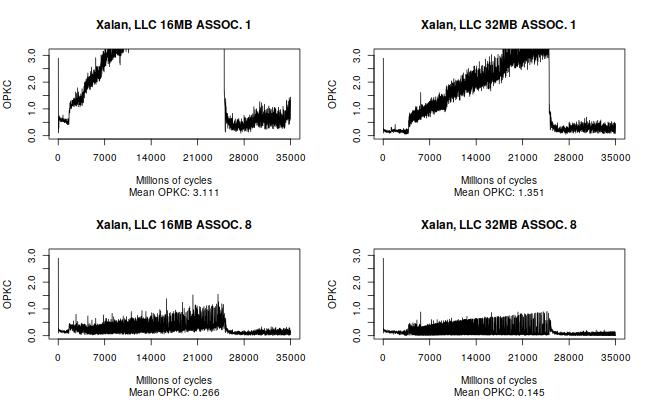 Xalan, LLC 16MB ASSOC. 1
OPKC
3.0
2.0
1.0
0.0
0 7000 14000 21000 28000 35000
Millions of cycles
Mean OPKC: 3.111
Xalan, LLC 32MB ASSOC. 1
OPKC
3.0
2.0
1.0
0.0
0 7000 14000 21000 28000 35000
Millions of cycles
Mean OPKC: 1.351
Xalan, LLC 16MB ASSOC. 8
OPKC
3.0
2.0
1.0
0.0
0 7000 14000 21000 28000 35000
Millions of cycles
Mean OPKC: 0.266
Xalan, LLC 32MB ASSOC. 8
OPKC
3.0
2.0
1.0
0.0
0 7000 14000 21000 28000 35000
Millions of cycles
Mean OPKC: 0.145